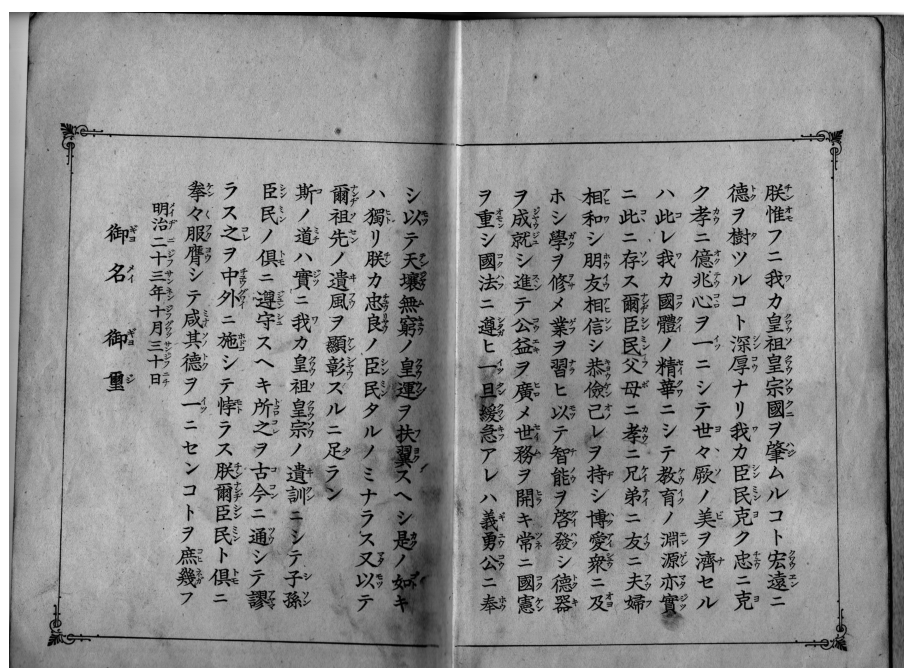 朕惟フニ我カ皇祖皇宗國ヲ肇ムルコト宏遠ニ
德ヲ樹ツルコト深厚ナリ我カ臣民克ク忠ニ克
ク孝ニ億兆心ヲ一ニシテ世々厥ノ美ヲ濟セル
ハ此レ我カ國體ノ精華ニシテ教育ノ淵源亦實
ニ此ニ存ス爾臣民父母ニ孝ニ兄弟ニ友ニ夫婦
相和シ朋友相信シ恭儉己レヲ持シ博愛衆ニ及
ホシ學ヲ修メ業ヲ習ヒ以テ智能ヲ啓發シ德器
ヲ成就シ進テ公益ヲ廣メ世務ヲ開キ常ニ國憲
ヲ重シ國法ニ遵ヒ一旦緩急アレハ義勇公ニ奉
シ以テ天壤無窮ノ皇運ヲ扶翼スヘシ是ノ如キ
ハ獨リ朕カ忠良ノ臣民タルノミナラス又以テ
爾祖先ノ遺風ヲ顯彰スルニ足ラン
斯ノ道ハ實ニ我カ皇祖皇宗ノ遺訓ニシテ子孫
臣民ノ俱ニ遵守スヘキ所之ヲ古今ニ通シテ謬
ラス之ヲ中外ニ施シテ悖ラス朕爾臣民ト俱ニ
拳々服膺シテ咸其德ヲ一ニセンコトヲ庶幾フ
明治二十三年十月三十日
御名御璽